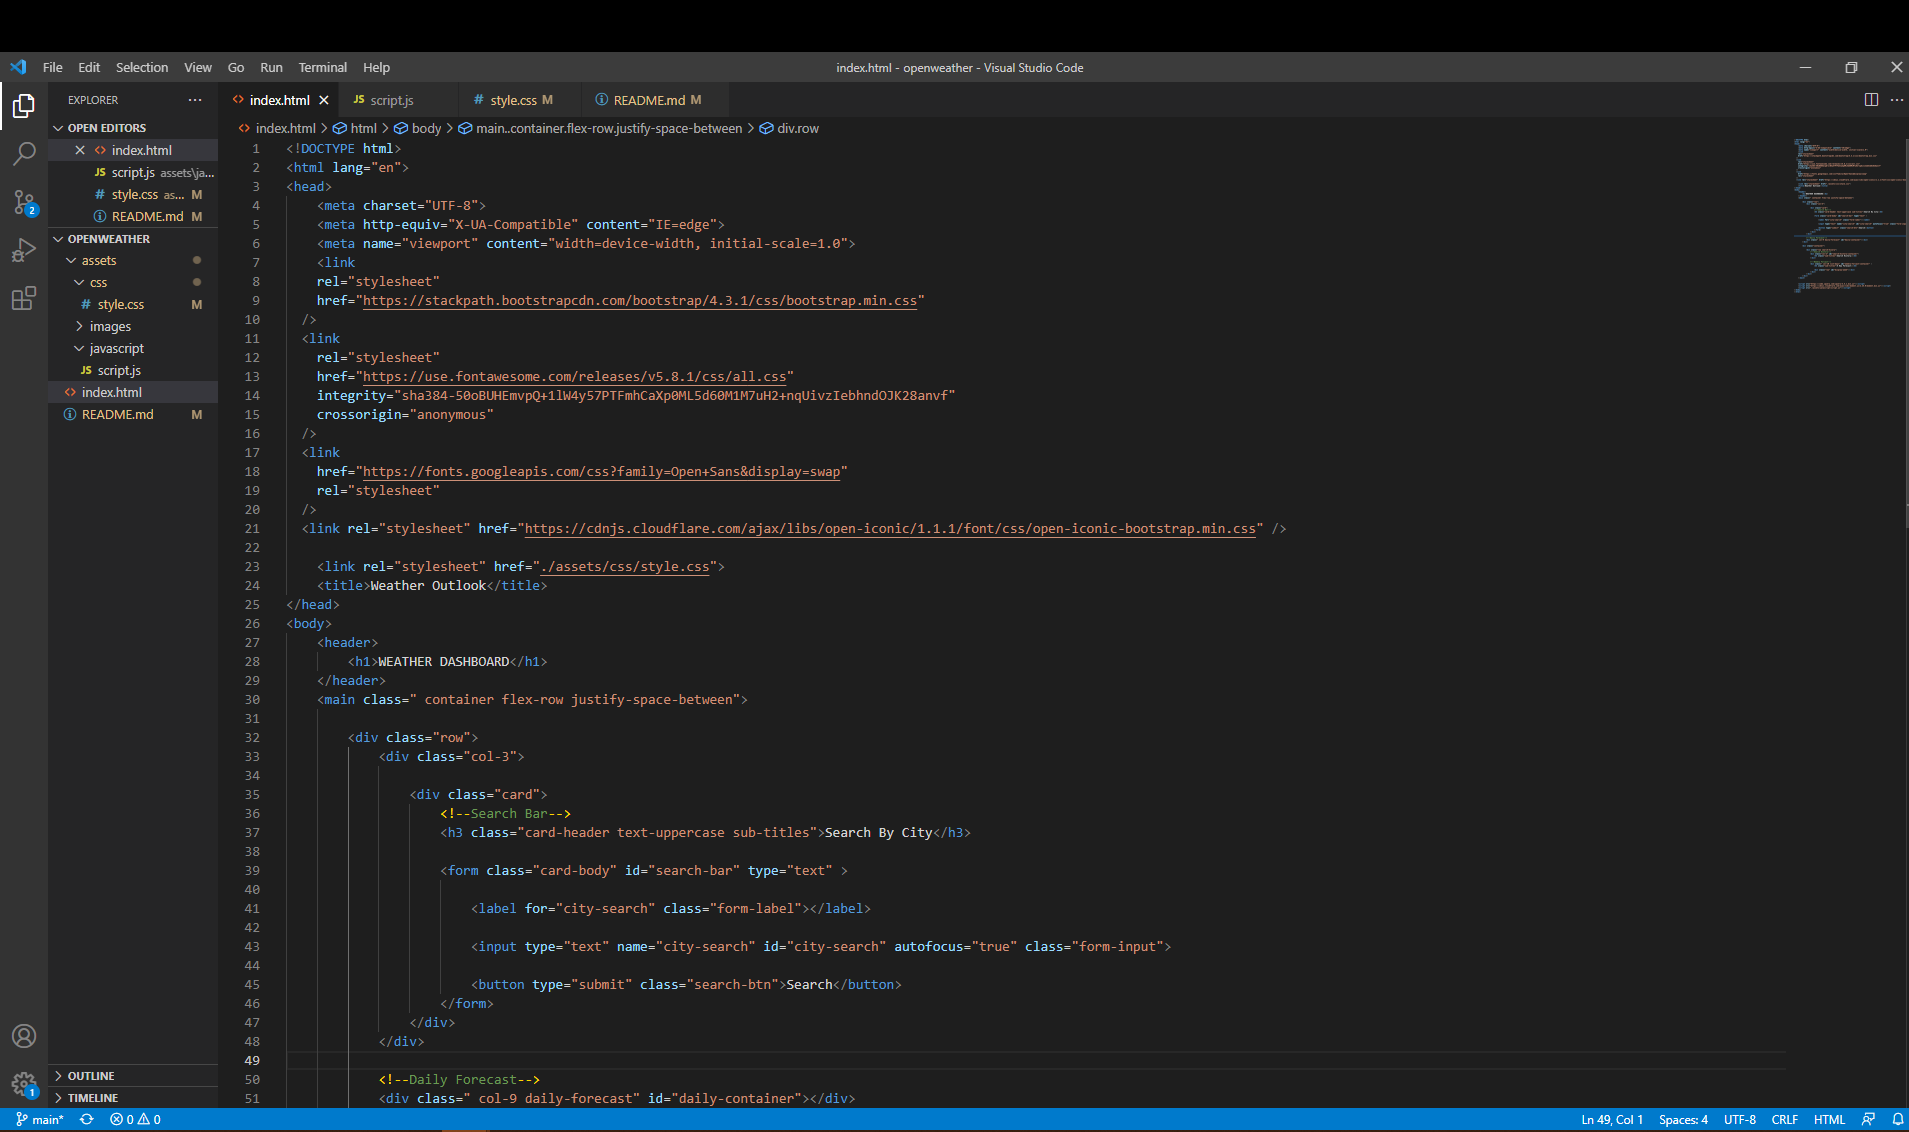 File Edit Selection View Go Run Terminal Help
index.html - openweather - Visual Studio Code
EXPLORER
OPEN EDITORS
index.html
JS script.js assets\ja...
# style.css as... M
README.md M
OPENWEATHER
assets
css
# style.css M
images
javascript
JS script.js
index.html
README.md M
OUTLINE
TIMELINE
2
1
index.html JS script.js # style.css M README.md M
index.html > html > body > main..container.flex-row.justify-space-between > div.row
1 <!DOCTYPE html>
2 <html lang="en">
3 <head>
4 <meta charset="UTF-8">
5 <meta http-equiv="X-UA-Compatible" content="IE=edge">
6 <meta name="viewport" content="width=device-width, initial-scale=1.0">
7 <link
8 rel="stylesheet"
9 href="https://stackpath.bootstrapcdn.com/bootstrap/4.3.1/css/bootstrap.min.css"
10 />
11 <link
12 rel="stylesheet"
13 href="https://use.fontawesome.com/releases/v5.8.1/css/all.css"
14 integrity="sha384-50oBUHEmvpQ+1lW4y57PTFmhCaXp0ML5d60M1M7uH2+nqUivzIebhndOJK28anvf"
15 crossorigin="anonymous"
16 />
17 <link
18 href="https://fonts.googleapis.com/css?family=Open+Sans&display=swap"
19 rel="stylesheet"
20 />
21 <link rel="stylesheet" href="https://cdnjs.cloudflare.com/ajax/libs/open-iconic/1.1.1/font/css/open-iconic-bootstrap.min.css" />
22
23 <link rel="stylesheet" href="./assets/css/style.css">
24 <title>Weather Outlook</title>
25 </head>
26 <body>
27 <header>
28 <h1>WEATHER DASHBOARD</h1>
29 </header>
30 <main class=" container flex-row justify-space-between">
31
32 <div class="row">
33 <div class="col-3">
34
35 <div class="card">
36 <!--Search Bar-->
37 <h3 class="card-header text-uppercase sub-titles">Search By City</h3>
38
39 <form class="card-body" id="search-bar" type="text" >
40
41 <label for="city-search" class="form-label"></label>
42
43 <input type="text" name="city-search" id="city-search" autofocus="true" class="form-input">
44
45 <button type="submit" class="search-btn">Search</button>
46 </form>
47 </div>
48 </div>
49
50 <!--Daily Forecast-->
51 <div class=" col-9 daily-forecast" id="daily-container"></div>
main* 0 0 Ln 49, Col 1 Spaces: 4 UTF-8 CRLF HTML